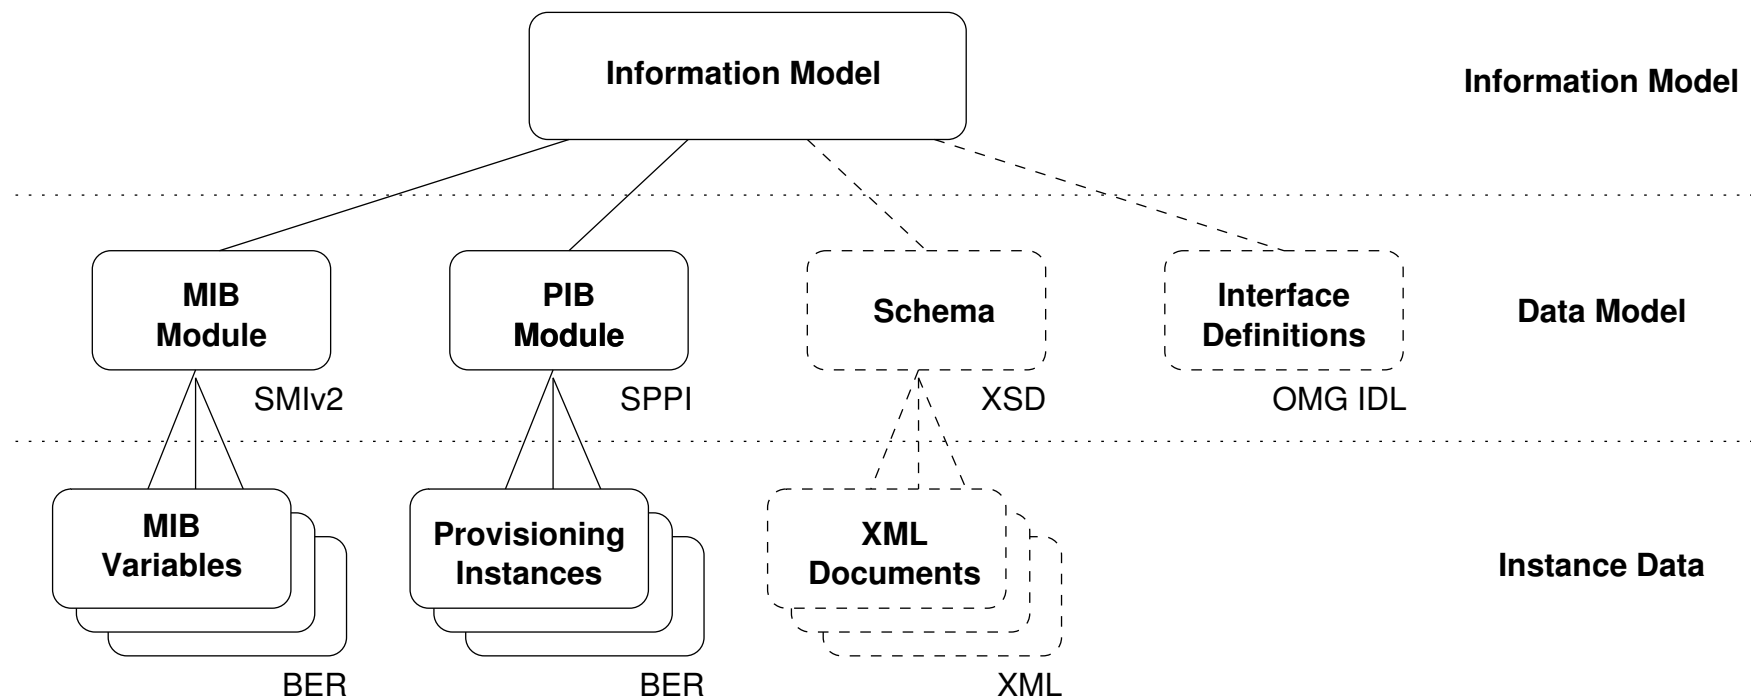 Information Model
Information Model
MIB
Module
PIB
Module
Schema
Interface
Definitions
Data Model
SMIv2
SPPI
XSD
OMG IDL
MIB
Variables
Provisioning
Instances
XML
Documents
Instance Data
BER
BER
XML